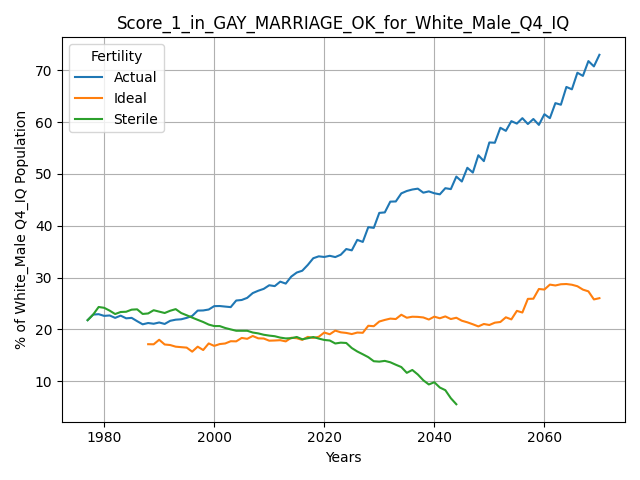 Score_1_in_GAY_MARRIAGE_OK_for_White_Male_Q4_IQ
Fertility
Actual
Ideal
Sterile
% of White_Male Q4_IQ Population
70
60
50
40
30
20
10
1980
2000
2020
2040
2060
Years